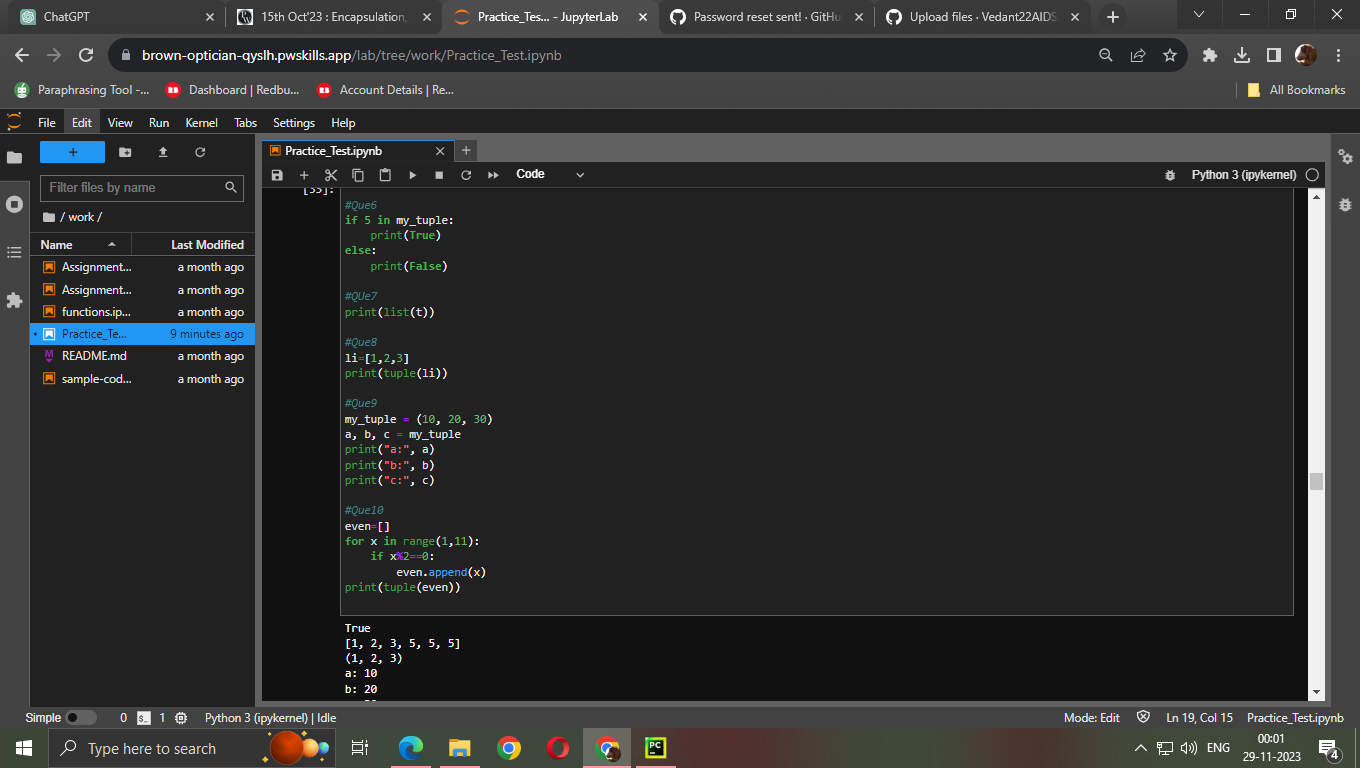 ChatGPT
15th Oct'23 : Encapsulation,
Practice_Tes... - JupyterLab
Password reset sent! · GitHu
Upload files · Vedant22AIDS
brown-optician-qyslh.pwskills.app/lab/tree/work/Practice_Test.ipynb
Paraphrasing Tool -...
RB Dashboard | Redbu...
RB Account Details | Re...
All Bookmarks
File Edit View Run Kernel Tabs Settings Help
Practice_Test.ipynb
Filter files by name
Code
Python 3 (ipykernel)
/ work /
Name Last Modified
Assignment... a month ago
Assignment... a month ago
functions.ip... a month ago
Practice_Te... 9 minutes ago
README.md a month ago
sample-cod... a month ago
[33]:
#Que6
if 5 in my_tuple:
    print(True)
else:
    print(False)
#QUe7
print(list(t))
#Que8
li=[1,2,3]
print(tuple(li))
#Que9
my_tuple = (10, 20, 30)
a, b, c = my_tuple
print("a:", a)
print("b:", b)
print("c:", c)
#Que10
even=[]
for x in range(1,11):
    if x%2==0:
        even.append(x)
print(tuple(even))
True
[1, 2, 3, 5, 5, 5]
(1, 2, 3)
a: 10
b: 20
Simple 0 $_ 1 Python 3 (ipykernel) | Idle
Mode: Edit Ln 19, Col 15 Practice_Test.ipynb
Type here to search
PC
ENG
00:01
29-11-2023
4